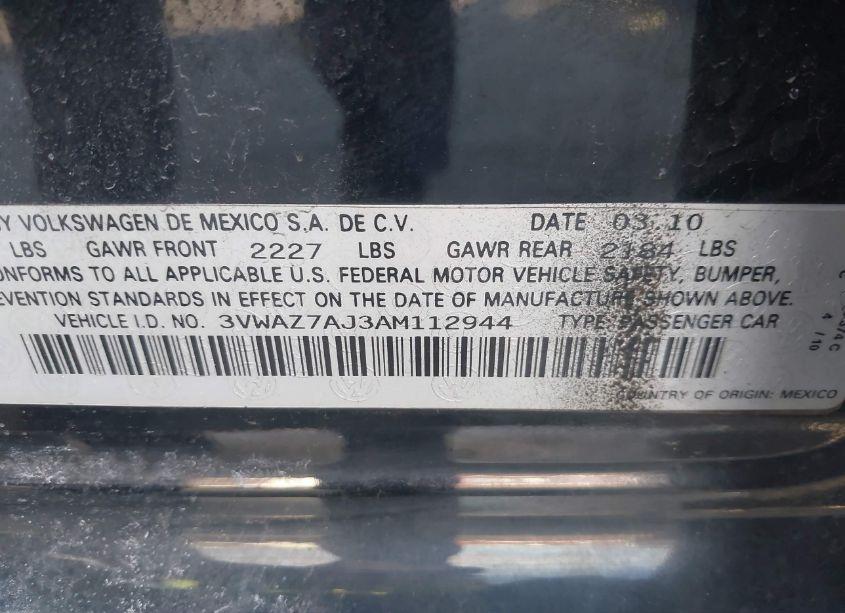 Y VOLKSWAGEN DE MEXICO S.A. DE C.V. DATE 03.10
LBS GAWR FRONT 2227 LBS GAWR REAR 2184 LBS
ONFORMS TO ALL APPLICABLE U.S. FEDERAL MOTOR VEHICLE SAFETY, BUMPER,
EVENTION STANDARDS IN EFFECT ON THE DATE OF MANUFACTURE SHOWN ABOVE.
VEHICLE I.D. NO. 3VWAZ7AJ3AM112944 TYPE: PASSENGER CAR
COUNTRY OF ORIGIN: MEXICO
4 / 10